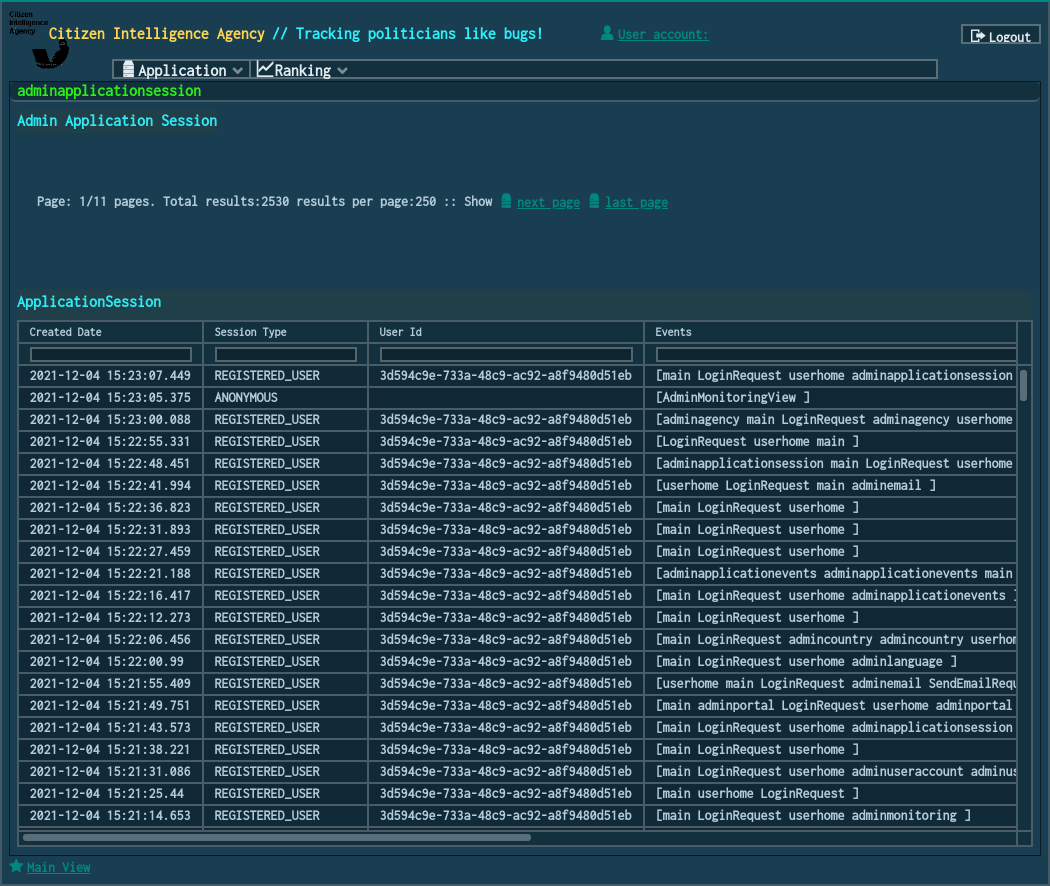 Citizen
Intelligence
Agency
Citizen Intelligence Agency // Tracking politicians like bugs!
User account:
Logout
Application
Ranking
adminapplicationsession
Admin Application Session
Page: 1/11 pages. Total results:2530 results per page:250 :: Show next page last page
ApplicationSession
Created Date Session Type User Id Events
2021-12-04 15:23:07.449 REGISTERED_USER 3d594c9e-733a-48c9-ac92-a8f9480d51eb [main LoginRequest userhome adminapplicationsession
2021-12-04 15:23:05.375 ANONYMOUS [AdminMonitoringView ]
2021-12-04 15:23:00.088 REGISTERED_USER 3d594c9e-733a-48c9-ac92-a8f9480d51eb [adminagency main LoginRequest adminagency userhome
2021-12-04 15:22:55.331 REGISTERED_USER 3d594c9e-733a-48c9-ac92-a8f9480d51eb [LoginRequest userhome main ]
2021-12-04 15:22:48.451 REGISTERED_USER 3d594c9e-733a-48c9-ac92-a8f9480d51eb [adminapplicationsession main LoginRequest userhome
2021-12-04 15:22:41.994 REGISTERED_USER 3d594c9e-733a-48c9-ac92-a8f9480d51eb [userhome LoginRequest main adminemail ]
2021-12-04 15:22:36.823 REGISTERED_USER 3d594c9e-733a-48c9-ac92-a8f9480d51eb [main LoginRequest userhome ]
2021-12-04 15:22:31.893 REGISTERED_USER 3d594c9e-733a-48c9-ac92-a8f9480d51eb [main LoginRequest userhome ]
2021-12-04 15:22:27.459 REGISTERED_USER 3d594c9e-733a-48c9-ac92-a8f9480d51eb [main LoginRequest userhome ]
2021-12-04 15:22:21.188 REGISTERED_USER 3d594c9e-733a-48c9-ac92-a8f9480d51eb [adminapplicationevents adminapplicationevents main
2021-12-04 15:22:16.417 REGISTERED_USER 3d594c9e-733a-48c9-ac92-a8f9480d51eb [main LoginRequest userhome adminapplicationevents ]
2021-12-04 15:22:12.273 REGISTERED_USER 3d594c9e-733a-48c9-ac92-a8f9480d51eb [main LoginRequest userhome ]
2021-12-04 15:22:06.456 REGISTERED_USER 3d594c9e-733a-48c9-ac92-a8f9480d51eb [main LoginRequest admincountry admincountry userhom
2021-12-04 15:22:00.99 REGISTERED_USER 3d594c9e-733a-48c9-ac92-a8f9480d51eb [main LoginRequest userhome adminlanguage ]
2021-12-04 15:21:55.409 REGISTERED_USER 3d594c9e-733a-48c9-ac92-a8f9480d51eb [userhome main LoginRequest adminemail SendEmailRequ
2021-12-04 15:21:49.751 REGISTERED_USER 3d594c9e-733a-48c9-ac92-a8f9480d51eb [main adminportal LoginRequest userhome adminportal
2021-12-04 15:21:43.573 REGISTERED_USER 3d594c9e-733a-48c9-ac92-a8f9480d51eb [main LoginRequest userhome adminapplicationsession
2021-12-04 15:21:38.221 REGISTERED_USER 3d594c9e-733a-48c9-ac92-a8f9480d51eb [main LoginRequest userhome ]
2021-12-04 15:21:31.086 REGISTERED_USER 3d594c9e-733a-48c9-ac92-a8f9480d51eb [main LoginRequest userhome adminuseraccount adminus
2021-12-04 15:21:25.44 REGISTERED_USER 3d594c9e-733a-48c9-ac92-a8f9480d51eb [main userhome LoginRequest ]
2021-12-04 15:21:14.653 REGISTERED_USER 3d594c9e-733a-48c9-ac92-a8f9480d51eb [main LoginRequest userhome adminmonitoring ]
Main View